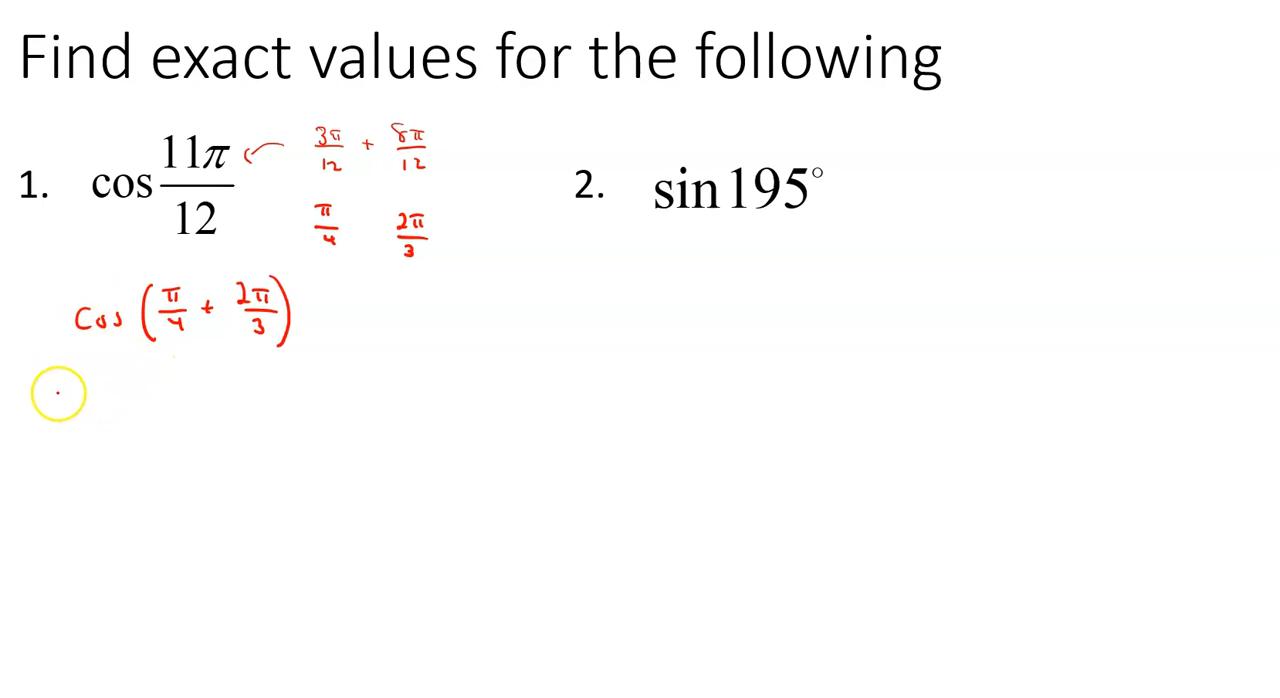 Find exact values for the following
1. cos 11π/12
3π/12 + 8π/12
π/4 2π/3
2. sin 195°
cos (π/4 + 2π/3)